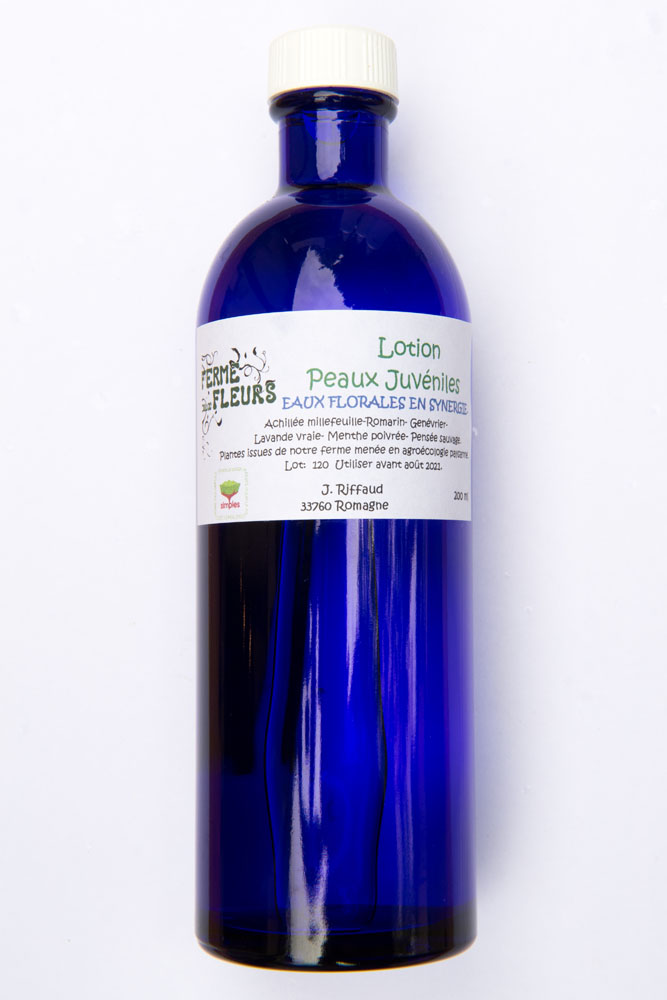 FERME
FLEURS
Lotion
Peaux Juvéniles
EAUX FLORALES EN SYNERGIE
Achillée millefeuille-Romarin- Genévrier-
Lavande vraie- Menthe poivrée- Pensée sauvage.
Plantes issues de notre ferme menée en agroécologie paysanne.
Lot: 120 Utiliser avant août 2021.
simples
J. Riffaud
33760 Romagne
200 ml